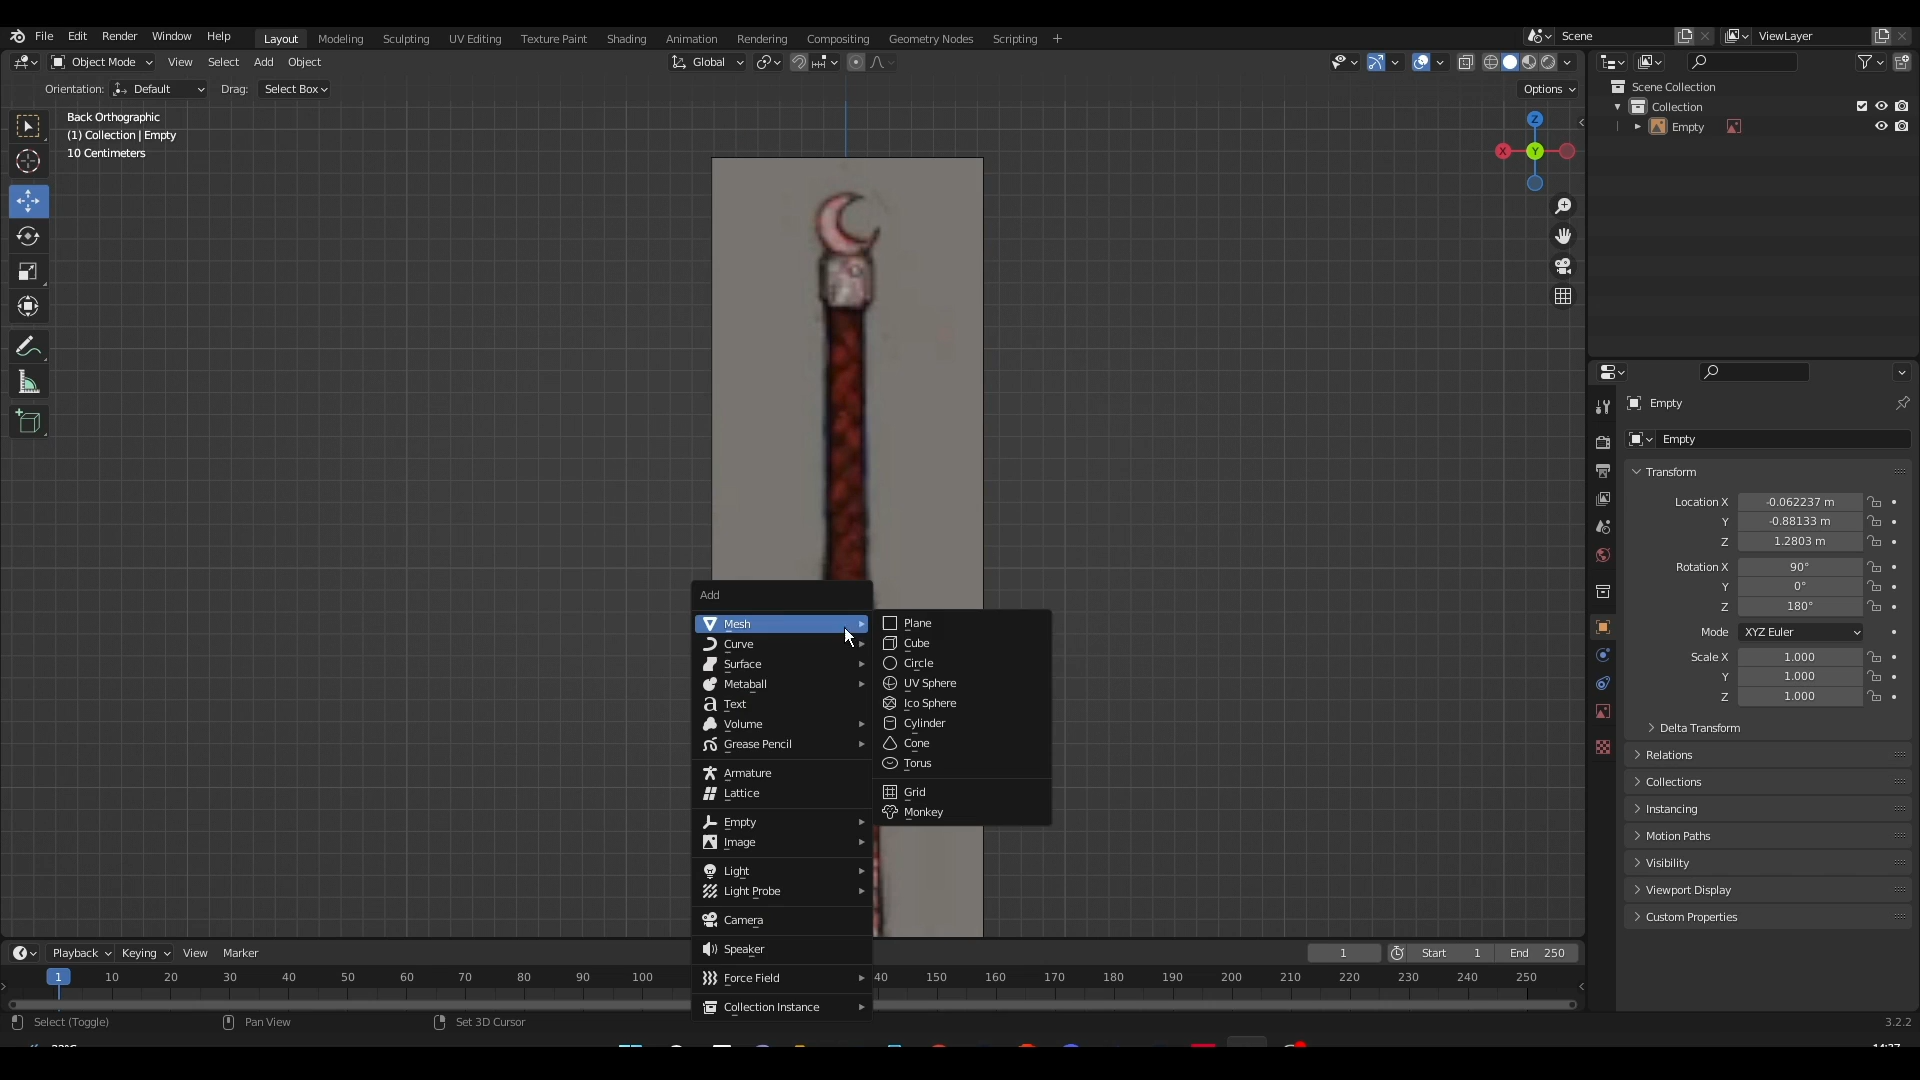 File Edit Render Window Help Layout Modeling Sculpting UV Editing Texture Paint Shading Animation Rendering Compositing Geometry Nodes Scripting Scene ViewLayer
Object Mode View Select Add Object Global
Orientation: Default Drag: Select Box Options
Back Orthographic
(1) Collection | Empty
10 Centimeters
Z
X
Y
Scene Collection
Collection
Empty
Add
Mesh
Curve
Surface
Metaball
Text
Volume
Grease Pencil
Armature
Lattice
Empty
Image
Light
Light Probe
Camera
Speaker
Force Field
Collection Instance
Plane
Cube
Circle
UV Sphere
Ico Sphere
Cylinder
Cone
Torus
Grid
Monkey
Empty
Empty
Transform
Location X -0.062237 m
Y -0.88133 m
Z 1.2803 m
Rotation X 90°
Y 0°
Z 180°
Mode XYZ Euler
Scale X 1.000
Y 1.000
Z 1.000
Delta Transform
Relations
Collections
Instancing
Motion Paths
Visibility
Viewport Display
Custom Properties
Playback Keying View Marker 1 Start 1 End 250
1 10 20 30 40 50 60 70 80 90 100 40 150 160 170 180 190 200 210 220 230 240 250
Select (Toggle) Pan View Set 3D Cursor 3.2.2